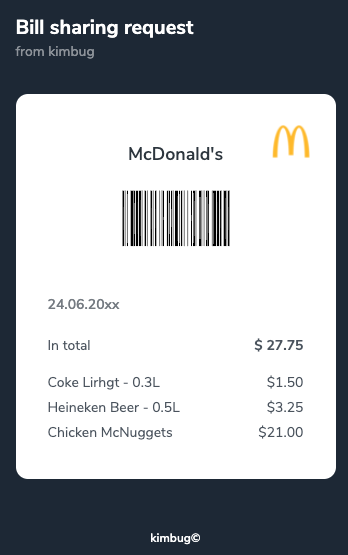 Bill sharing request
from kimbug
McDonald's
24.06.20xx
In total $ 27.75
Coke Lirhgt - 0.3L $1.50
Heineken Beer - 0.5L $3.25
Chicken McNuggets $21.00
kimbug©